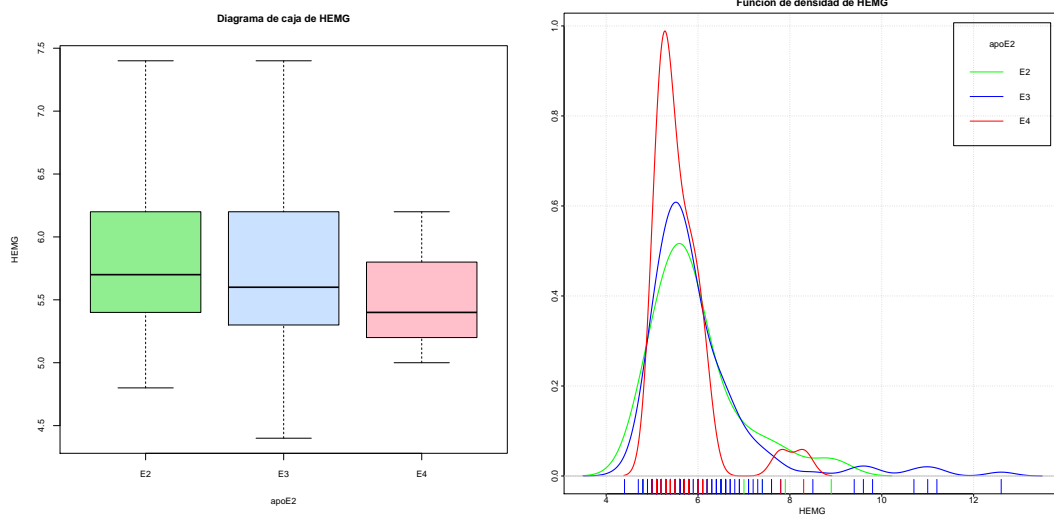 Diagrama de caja de HEMG
7.5
7.0
6.5
6.0
5.5
5.0
4.5
HEMG
E2
E3
E4
apoE2
Función de densidad de HEMG
1.0
0.8
0.6
0.4
0.2
0.0
apoE2
E2
E3
E4
4
6
8
10
12
HEMG